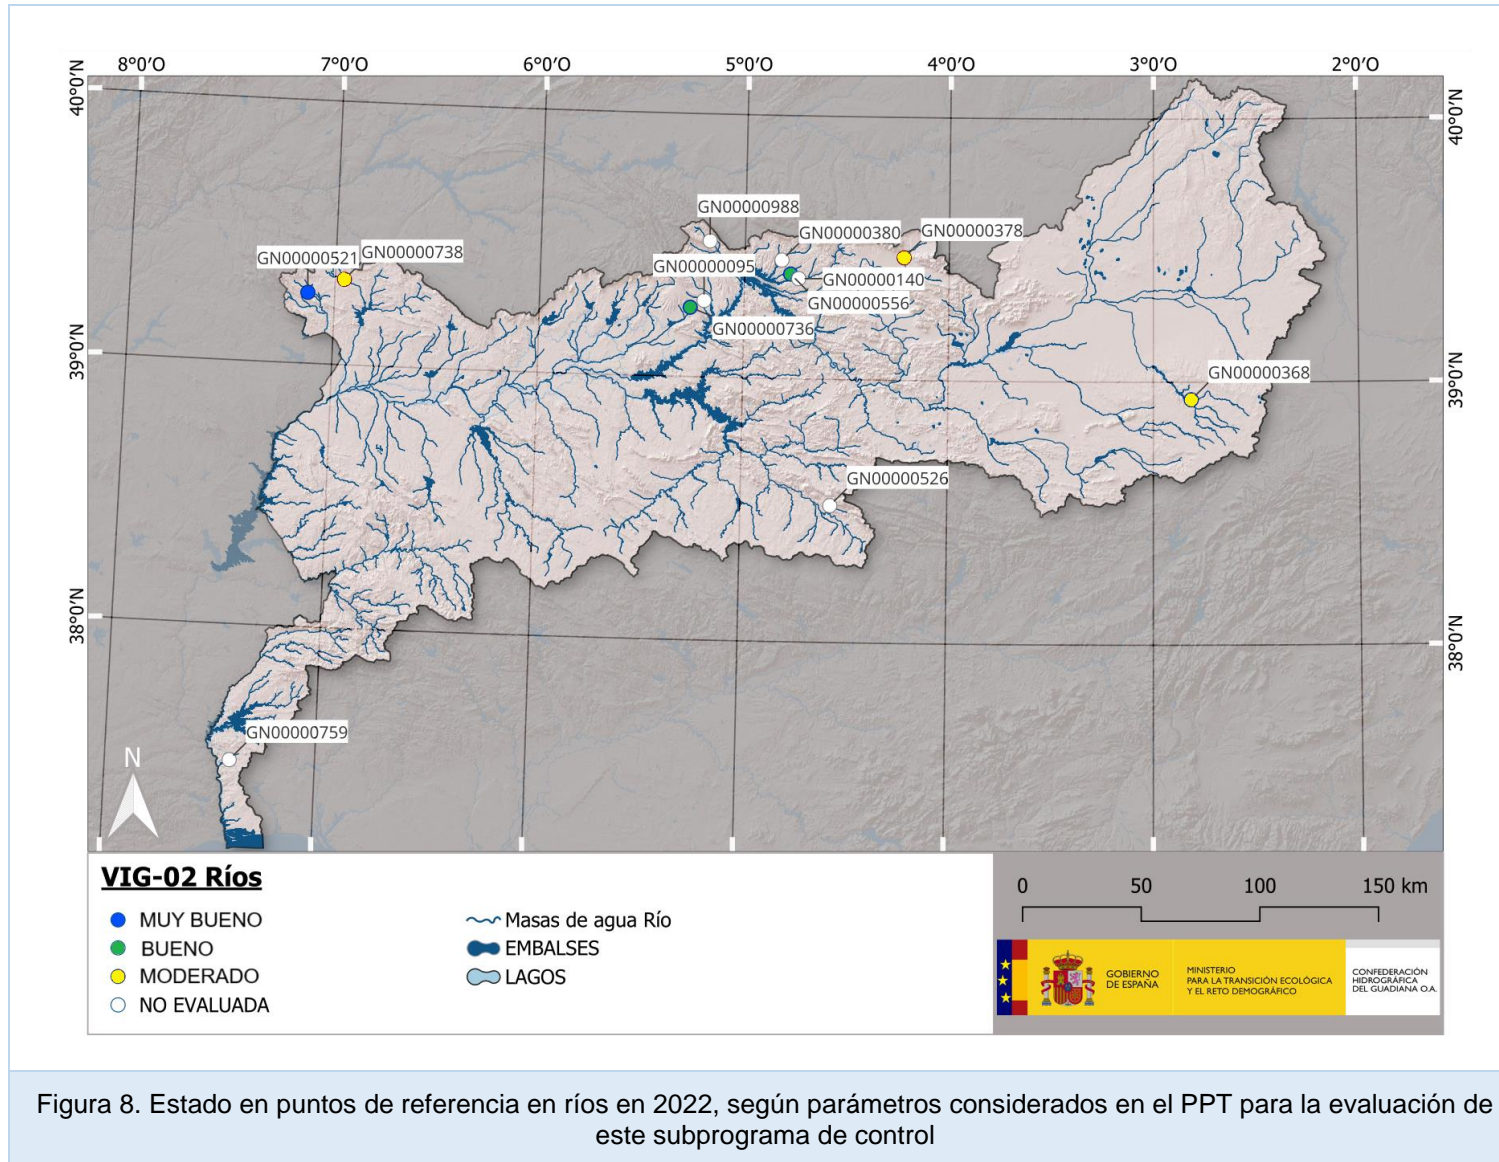 8°0'O 7°0'O 6°0'O 5°0'O 4°0'O 3°0'O 2°0'O
40°0'N
40°0'N
GN00000988
GN00000380
GN00000378
GN00000521
GN00000738
GN00000095
GN00000140
GN00000556
GN00000736
39°0'N
39°0'N
GN00000368
GN00000526
38°0'N
38°0'N
GN00000759
N
VIG-02 Ríos
MUY BUENO
BUENO
MODERADO
NO EVALUADA
Masas de agua Río
EMBALSES
LAGOS
0 50 100 150 km
GOBIERNO
DE ESPAÑA
MINISTERIO
PARA LA TRANSICIÓN ECOLÓGICA
Y EL RETO DEMOGRÁFICO
CONFEDERACIÓN
HIDROGRÁFICA
DEL GUADIANA O.A.
Figura 8. Estado en puntos de referencia en ríos en 2022, según parámetros considerados en el PPT para la evaluación de
este subprograma de control